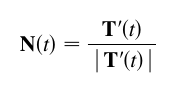 N(t) = T′(t) / |T′(t)|